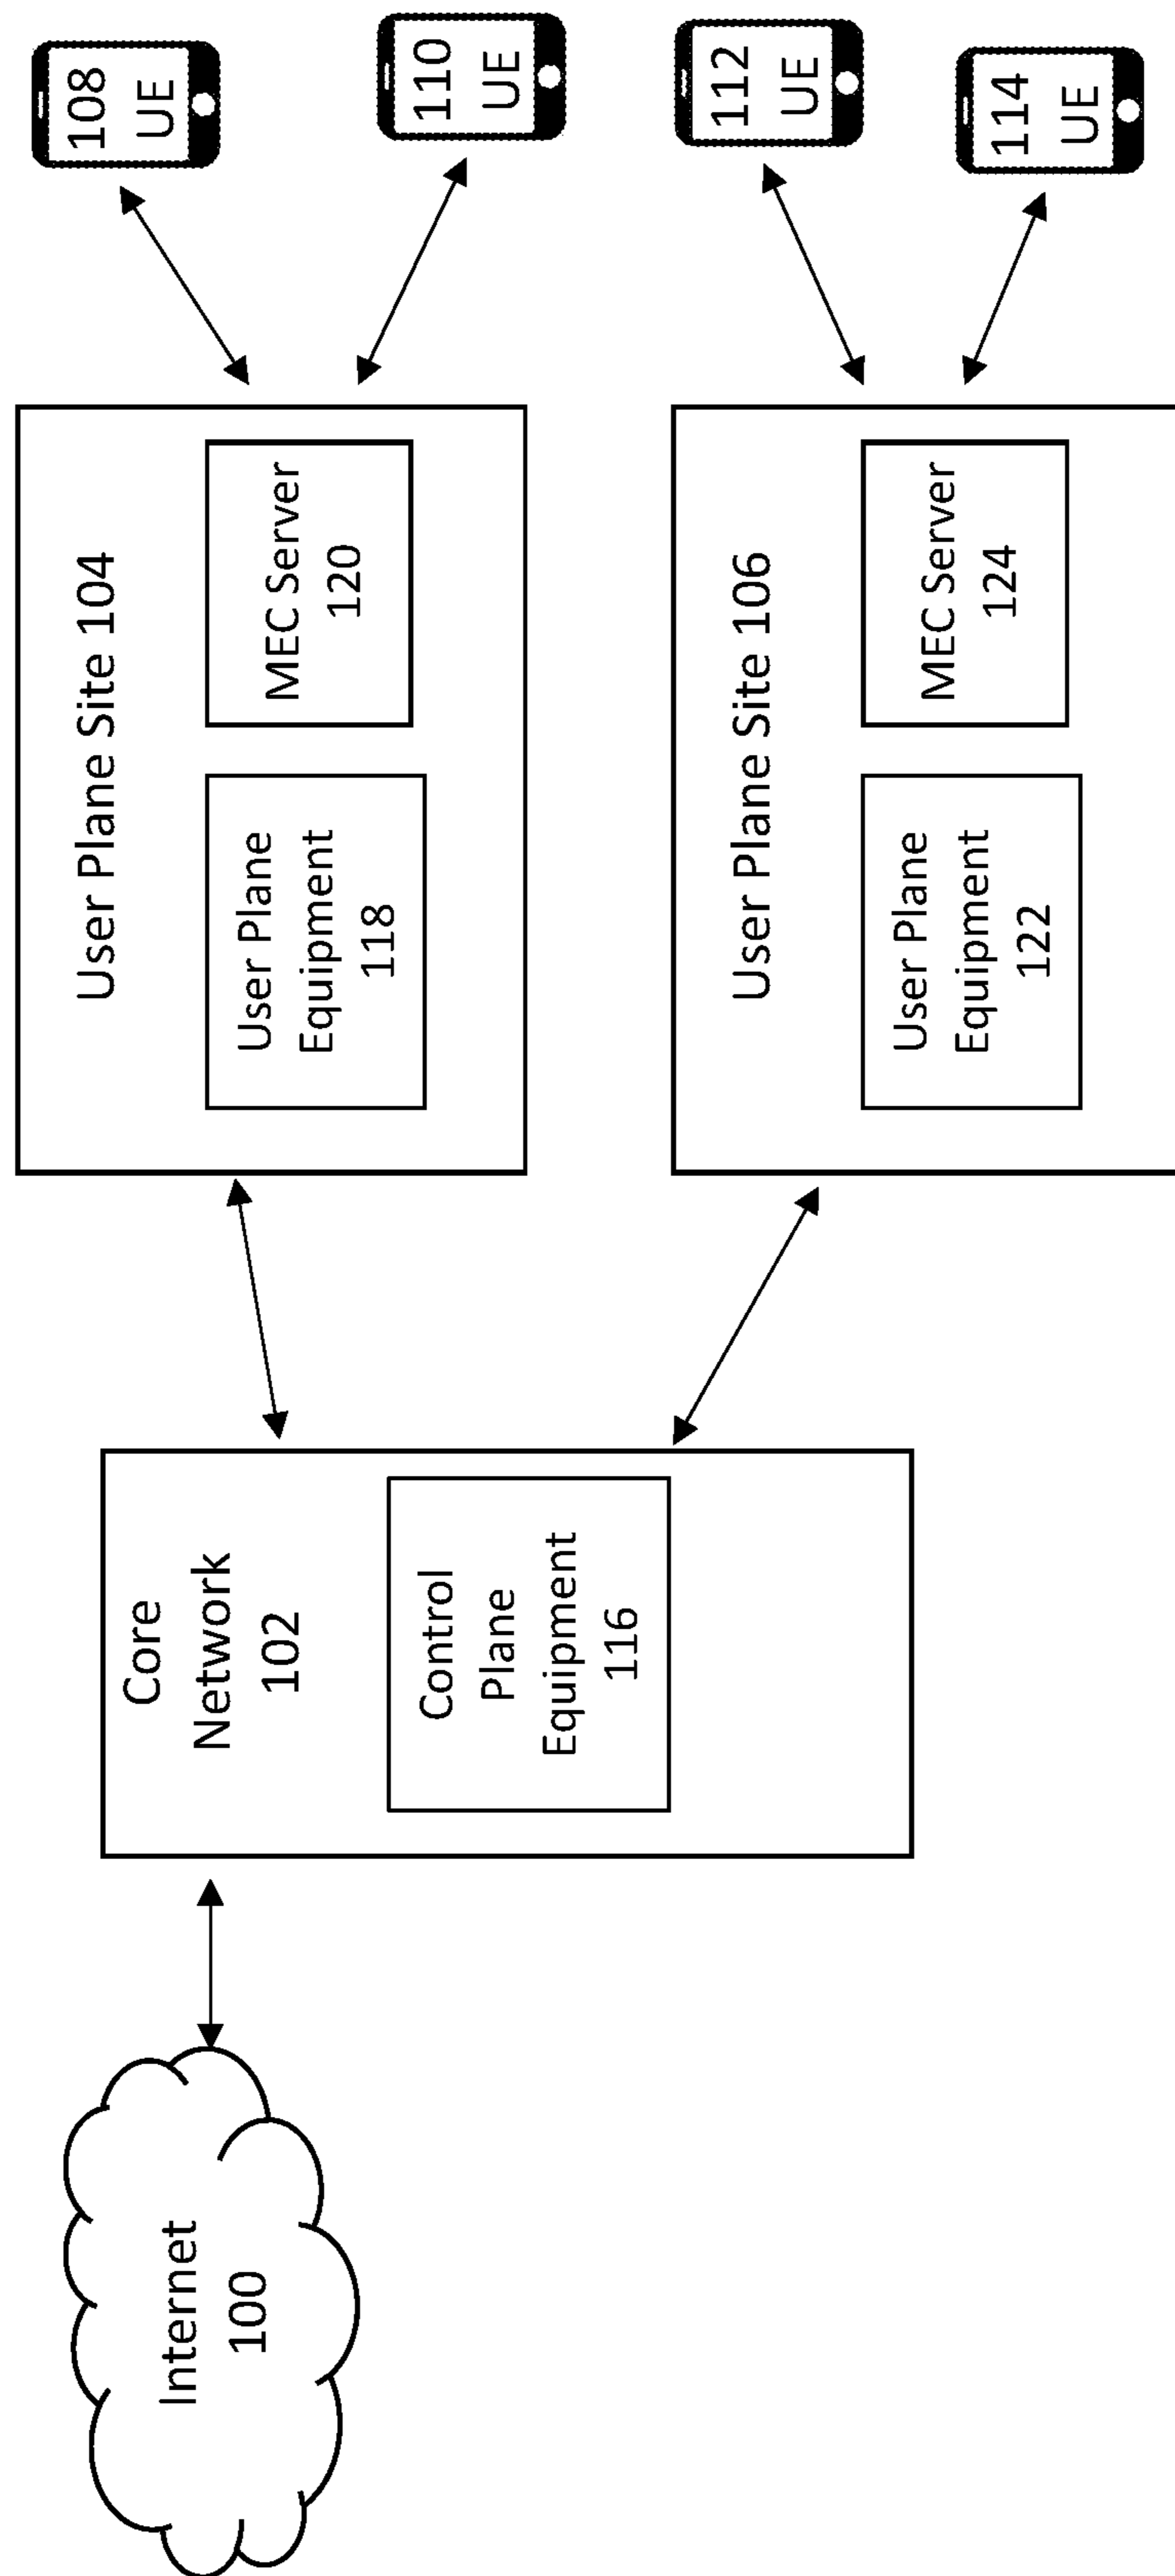 Internet
100
Core
Network
102
Control
Plane
Equipment
116
User Plane Site 104
User Plane
Equipment
118
MEC Server
120
User Plane Site 106
User Plane
Equipment
122
MEC Server
124
108
UE
110
UE
112
UE
114
UE